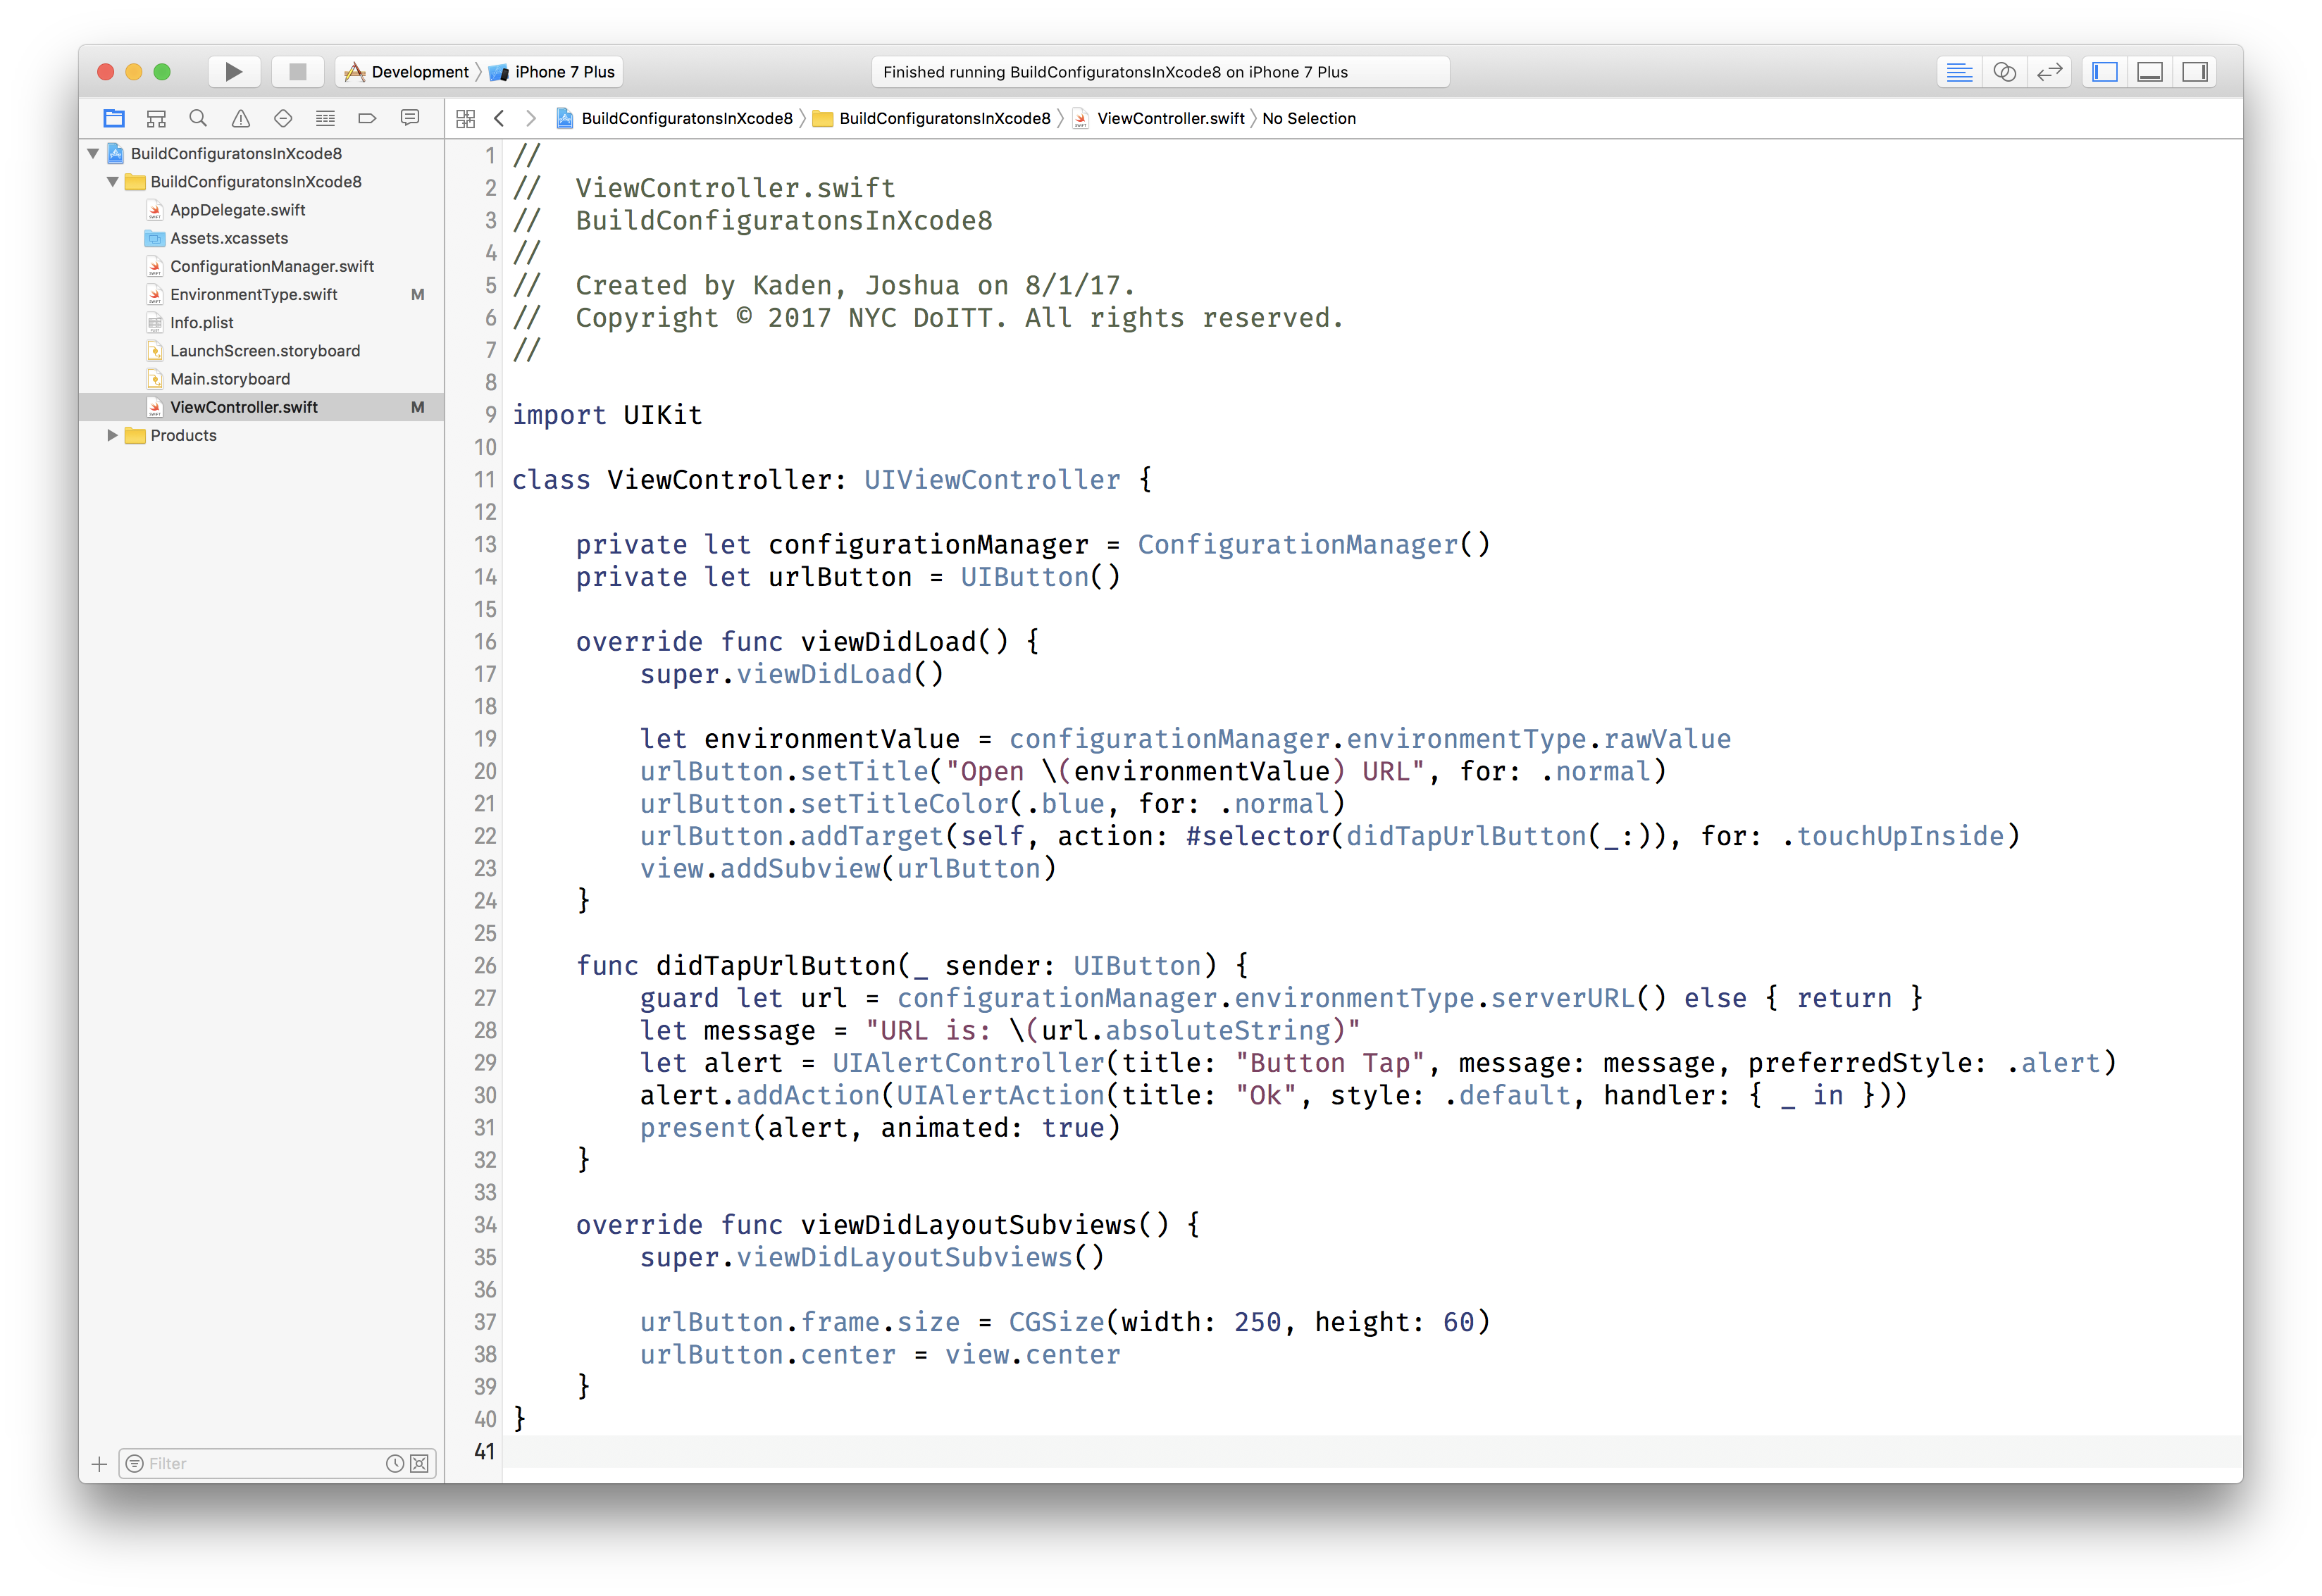 Development
iPhone 7 Plus
Finished running BuildConfiguratonsInXcode8 on iPhone 7 Plus
BuildConfiguratonsInXcode8
BuildConfiguratonsInXcode8
ViewController.swift
No Selection
BuildConfiguratonsInXcode8
BuildConfiguratonsInXcode8
AppDelegate.swift
Assets.xcassets
ConfigurationManager.swift
EnvironmentType.swift M
Info.plist
LaunchScreen.storyboard
Main.storyboard
ViewController.swift M
Products
Filter
1 //
2 //  ViewController.swift
3 //  BuildConfiguratonsInXcode8
4 //
5 //  Created by Kaden, Joshua on 8/1/17.
6 //  Copyright © 2017 NYC DoITT. All rights reserved.
7 //
8
9 import UIKit
10
11 class ViewController: UIViewController {
12
13     private let configurationManager = ConfigurationManager()
14     private let urlButton = UIButton()
15
16     override func viewDidLoad() {
17         super.viewDidLoad()
18
19         let environmentValue = configurationManager.environmentType.rawValue
20         urlButton.setTitle("Open \(environmentValue) URL", for: .normal)
21         urlButton.setTitleColor(.blue, for: .normal)
22         urlButton.addTarget(self, action: #selector(didTapUrlButton(_:)), for: .touchUpInside)
23         view.addSubview(urlButton)
24     }
25
26     func didTapUrlButton(_ sender: UIButton) {
27         guard let url = configurationManager.environmentType.serverURL() else { return }
28         let message = "URL is: \(url.absoluteString)"
29         let alert = UIAlertController(title: "Button Tap", message: message, preferredStyle: .alert)
30         alert.addAction(UIAlertAction(title: "Ok", style: .default, handler: { _ in }))
31         present(alert, animated: true)
32     }
33
34     override func viewDidLayoutSubviews() {
35         super.viewDidLayoutSubviews()
36
37         urlButton.frame.size = CGSize(width: 250, height: 60)
38         urlButton.center = view.center
39     }
40 }
41